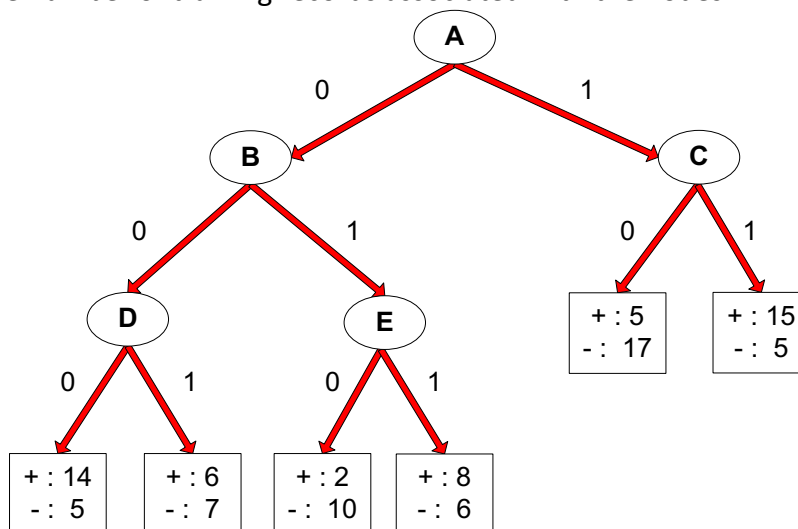 A
0 1
B C
0 1 0 1
D E
+ : 5 + : 15
- : 17 - : 5
0 1 0 1
+ : 14 + : 6 + : 2 + : 8
- : 5 - : 7 - : 10 - : 6